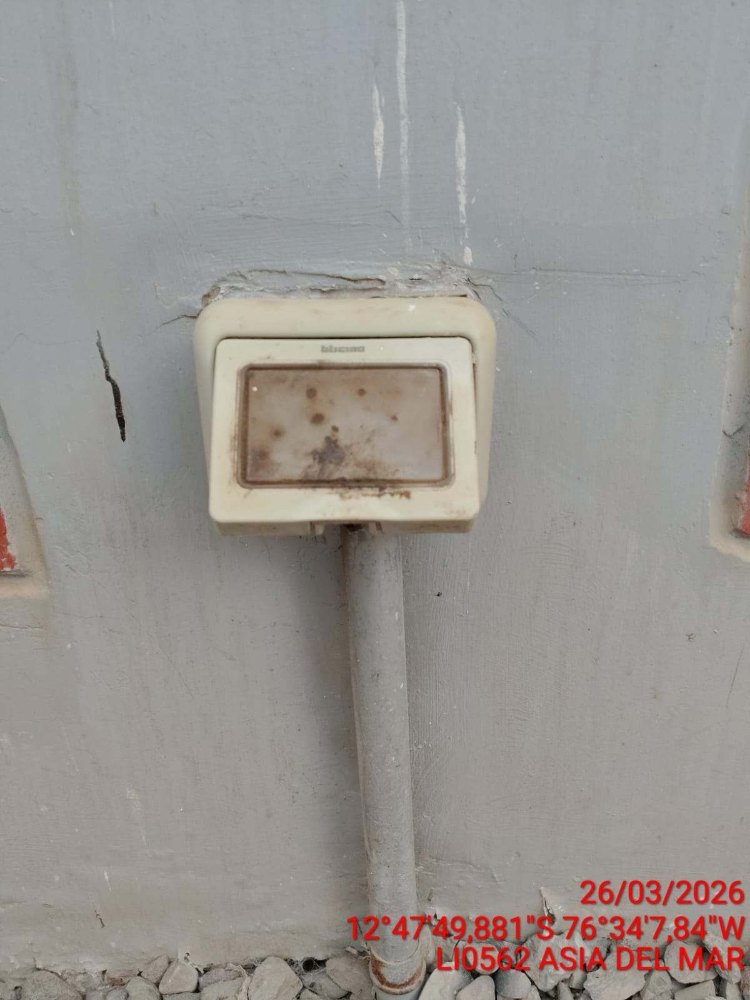 bticino
26/03/2026
12°47'49,881"S 76°34'7,84"W
LI0562 ASIA DEL MAR